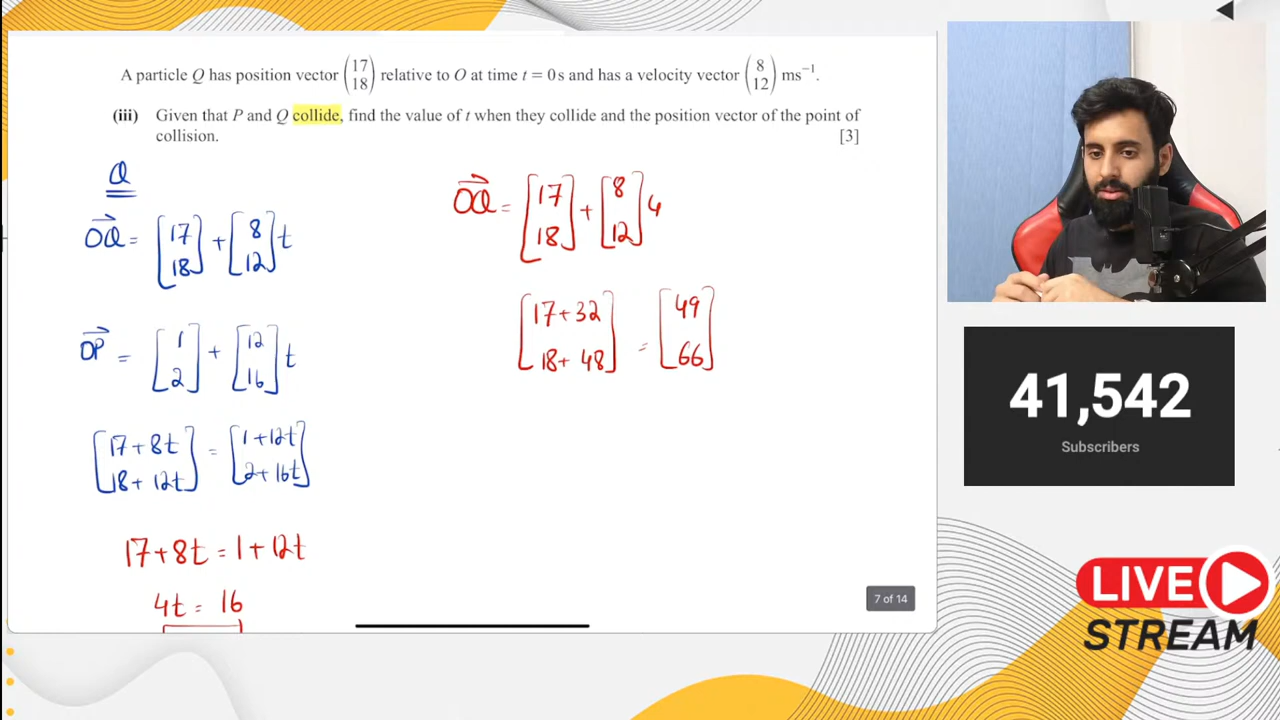 A particle Q has position vector (17 18) relative to O at time t = 0 s and has a velocity vector (8 12) ms⁻¹.
(iii) Given that P and Q collide, find the value of t when they collide and the position vector of the point of
collision. [3]
Q
OQ⃗ = [17 18] + [8 12] t
OP⃗ = [1 2] + [12 16] t
[17+8t 18+12t] = [1+12t 2+16t]
17+8t = 1+12t
4t = 16
OQ⃗ = [17 18] + [8 12] 4
[17+32 18+48] = [49 66]
7 of 14
41,542
Subscribers
LIVE
STREAM